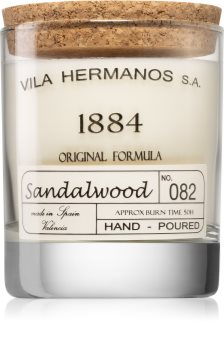 VILA HERMANOS S.A.
1884
ORIGINAL FORMULA
Sandalwood
NO.
082
made in Spain
Valencia
APPROX BURN TIME 50H
HAND - POURED